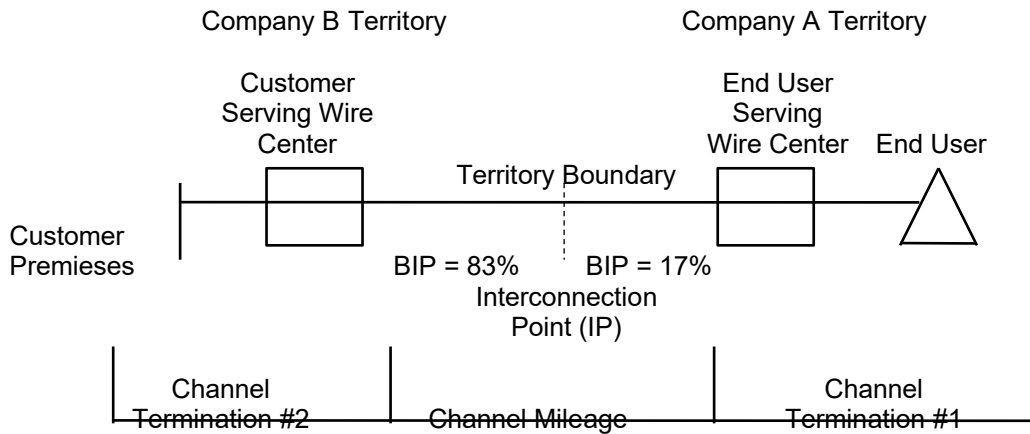 Company B Territory
Company A Territory
Customer
Serving Wire
Center
End User
Serving
Wire Center
End User
Territory Boundary
Customer
Premieses
BIP = 83%
BIP = 17%
Interconnection
Point (IP)
Channel
Termination #2
Channel Mileage
Channel
Termination #1